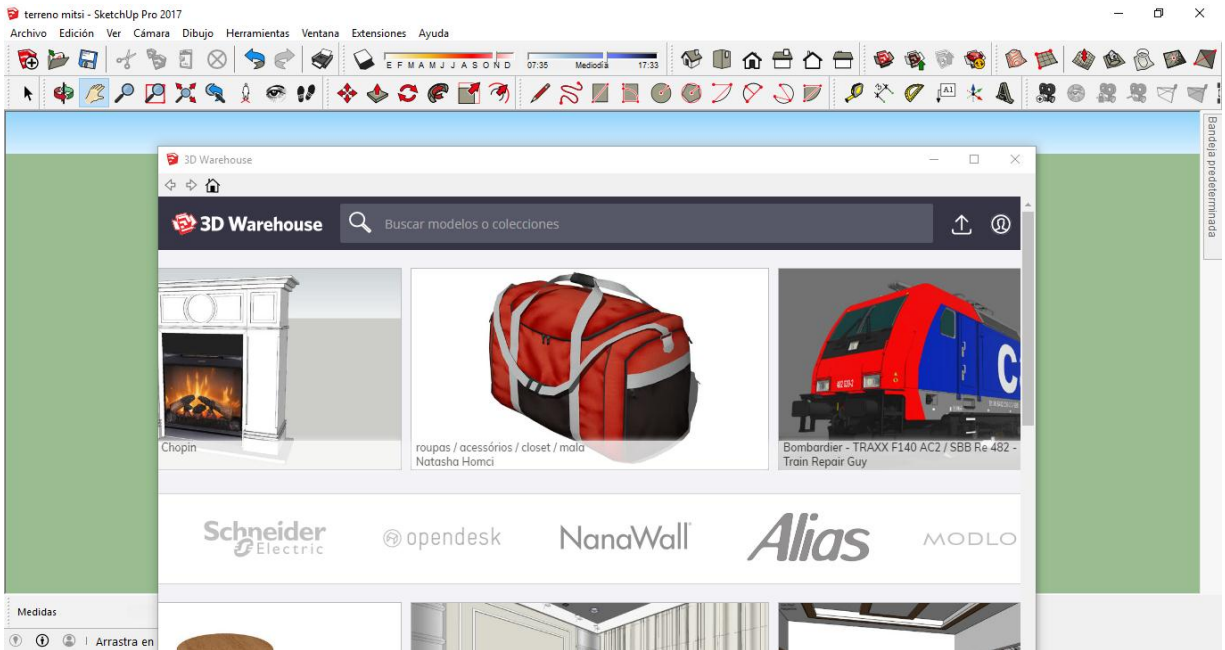 terreno mitsi - SketchUp Pro 2017
Archivo Edición Ver Cámara Dibujo Herramientas Ventana Extensiones Ayuda
E F M A M J J A S O N D 07:35 Mediodía 17:33
A1
Bandeja predeterminada
3D Warehouse
3D Warehouse Buscar modelos o colecciones
Chopin
roupas / acessórios / closet / mala
Natasha Homci
Bombardier - TRAXX F140 AC2 / SBB Re 482 -
Train Repair Guy
Schneider
Electric
opendesk
NanaWall
Alias
MODLO
Medidas
Arrastra en